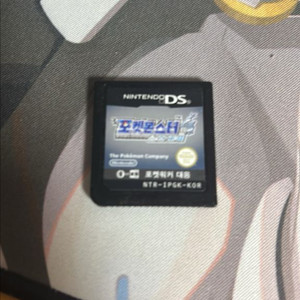 NINTENDO DS
포켓몬스터
The Pokémon Company
Nintendo
포켓워커 대응
NTR-IPGK-KOR